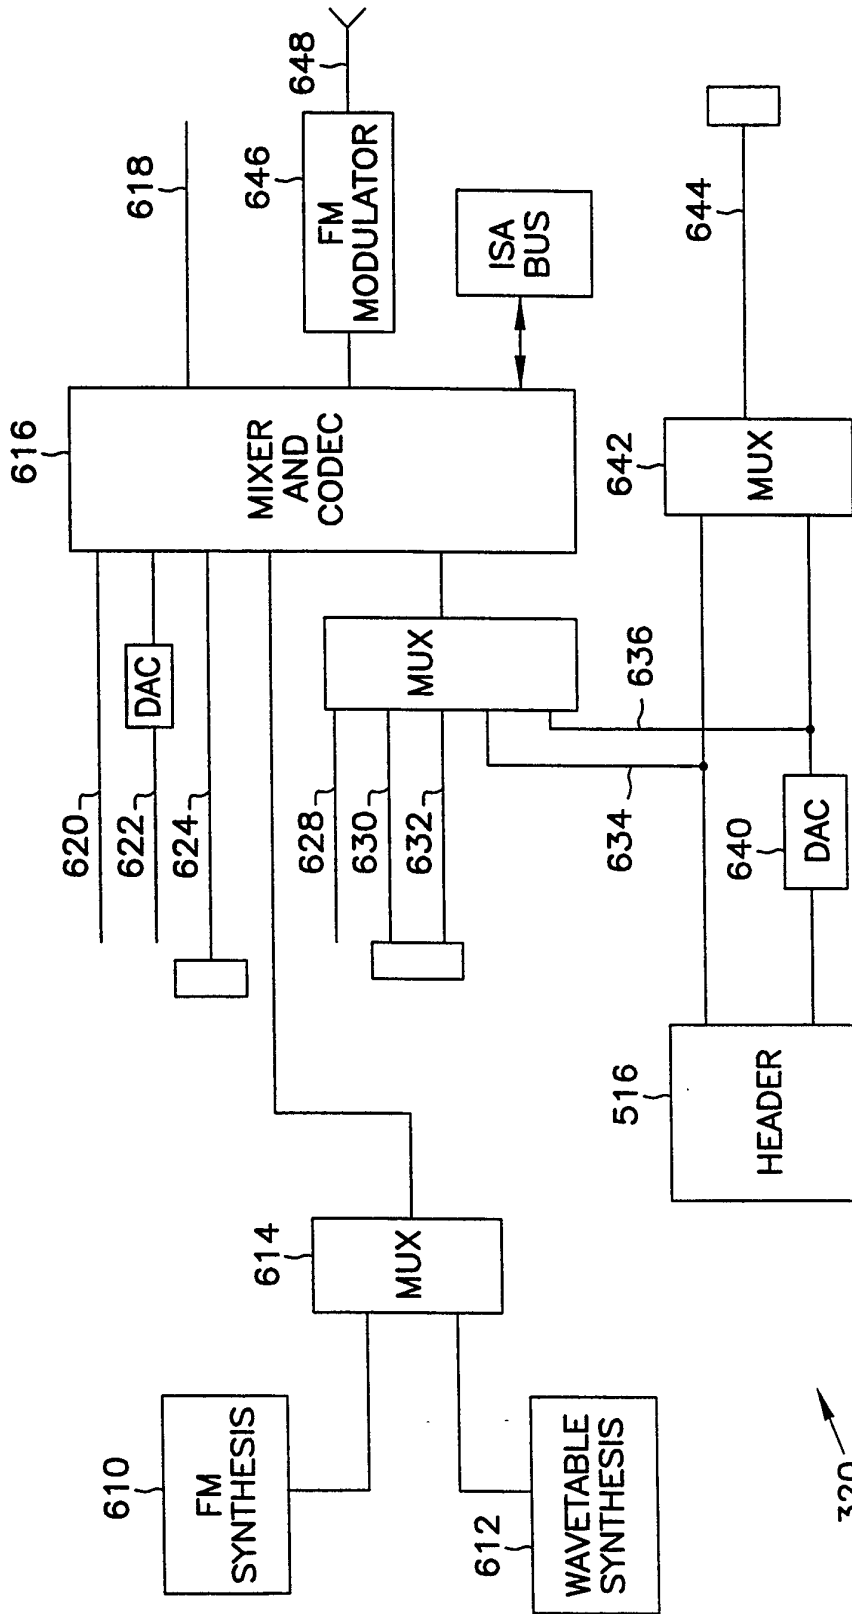 616
620
610
622
DAC
618
624
FM
SYNTHESIS
614
MIXER
AND
CODEC
646
648
628
FM
MODULATOR
630
632
MUX
MUX
612
WAVETABLE
SYNTHESIS
ISA
BUS
516
634
636
642
644
640
HEADER
DAC
MUX
320